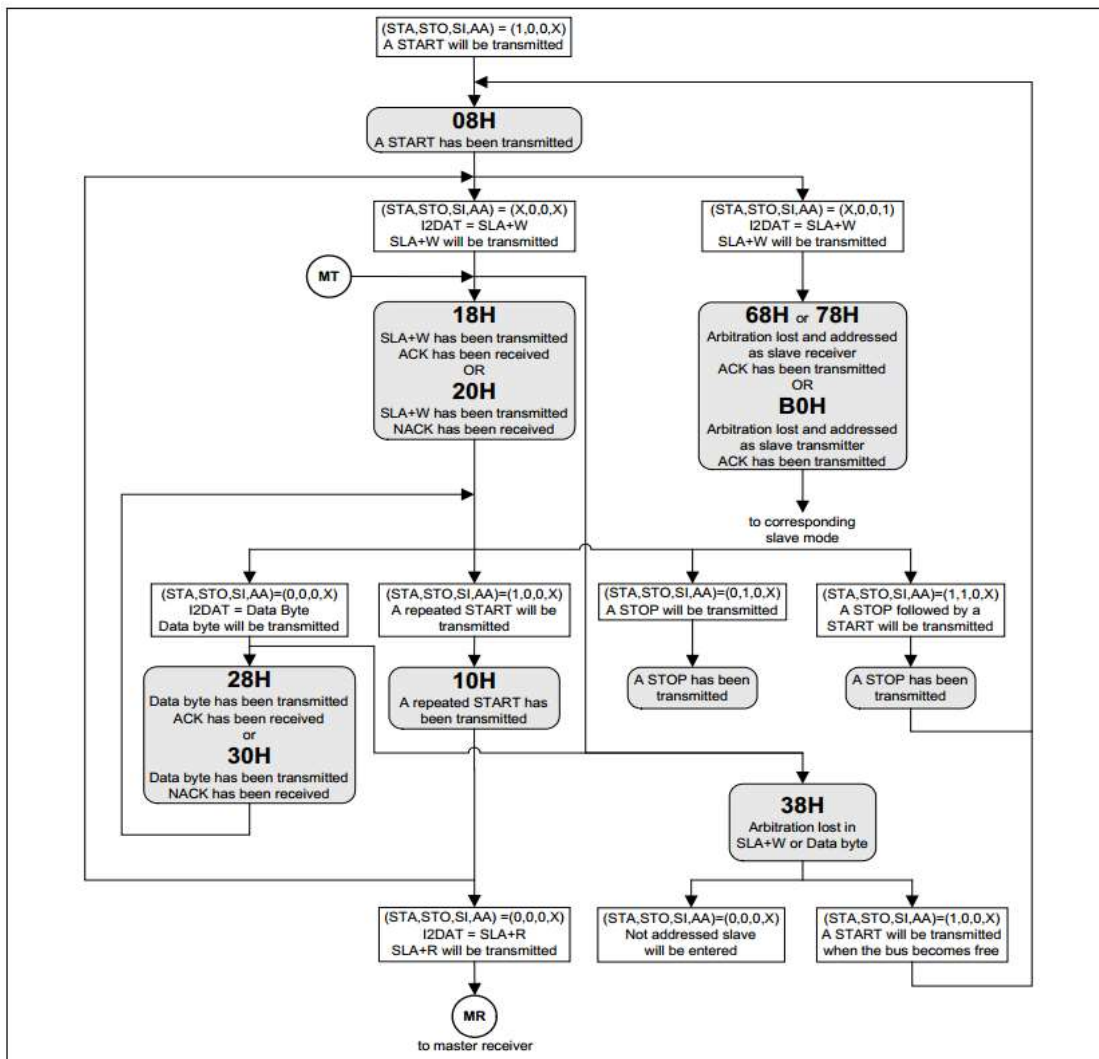 (STA,STO,SI,AA) = (1,0,0,X)
A START will be transmitted
08H
A START has been transmitted
(STA,STO,SI,AA) = (X,0,0,X)
I2DAT = SLA+W
SLA+W will be transmitted
(STA,STO,SI,AA) = (X,0,0,1)
I2DAT = SLA+W
SLA+W will be transmitted
MT
18H
SLA+W has been transmitted
ACK has been received
OR
20H
SLA+W has been transmitted
NACK has been received
68H or 78H
Arbitration lost and addressed
as slave receiver
ACK has been transmitted
OR
B0H
Arbitration lost and addressed
as slave transmitter
ACK has been transmitted
to corresponding
slave mode
(STA,STO,SI,AA)=(0,0,0,X)
I2DAT = Data Byte
Data byte will be transmitted
(STA,STO,SI,AA)=(1,0,0,X)
A repeated START will be
transmitted
(STA,STO,SI,AA)=(0,1,0,X)
A STOP will be transmitted
(STA,STO,SI,AA)=(1,1,0,X)
A STOP followed by a
START will be transmitted
28H
Data byte has been transmitted
ACK has been received
or
30H
Data byte has been transmitted
NACK has been received
10H
A repeated START has
been transmitted
A STOP has been
transmitted
A STOP has been
transmitted
38H
Arbitration lost in
SLA+W or Data byte
(STA,STO,SI,AA) =(0,0,0,X)
I2DAT = SLA+R
SLA+R will be transmitted
(STA,STO,SI,AA)=(0,0,0,X)
Not addressed slave
will be entered
(STA,STO,SI,AA)=(1,0,0,X)
A START will be transmitted
when the bus becomes free
MR
to master receiver